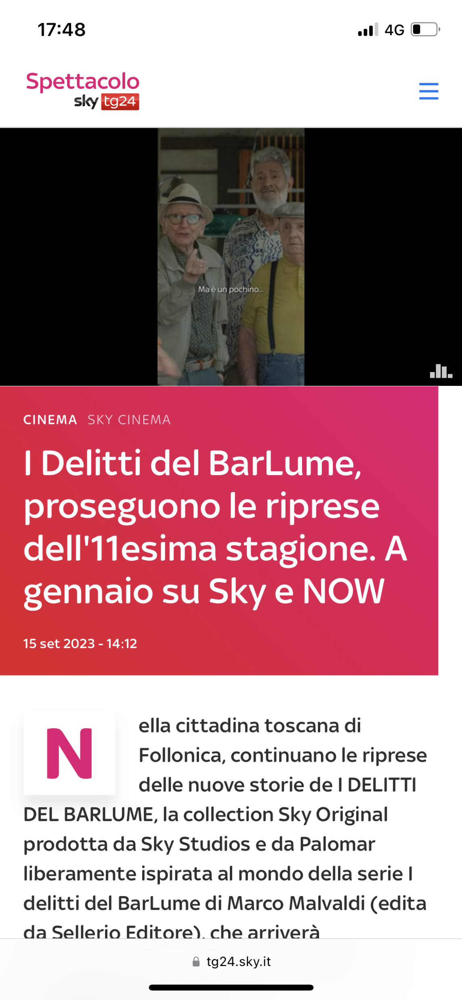 17:48
4G
Spettacolo
sky tg24
Ma è un pochino...
CINEMA SKY CINEMA
I Delitti del BarLume,
proseguono le riprese
dell'11esima stagione. A
gennaio su Sky e NOW
15 set 2023 - 14:12
Nella cittadina toscana di
Follonica, continuano le riprese
delle nuove storie de I DELITTI
DEL BARLUME, la collection Sky Original
prodotta da Sky Studios e da Palomar
liberamente ispirata al mondo della serie I
delitti del BarLume di Marco Malvaldi (edita
da Sellerio Editore), che arriverà
tg24.sky.it